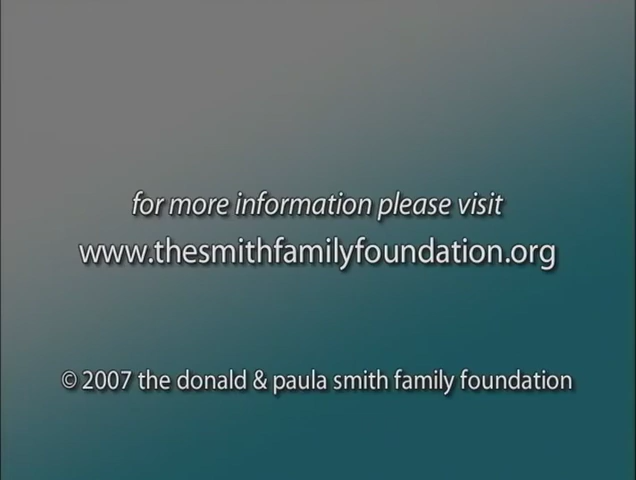 for more information please visit
www.thesmithfamilyfoundation.org
© 2007 the donald & paula smith family foundation